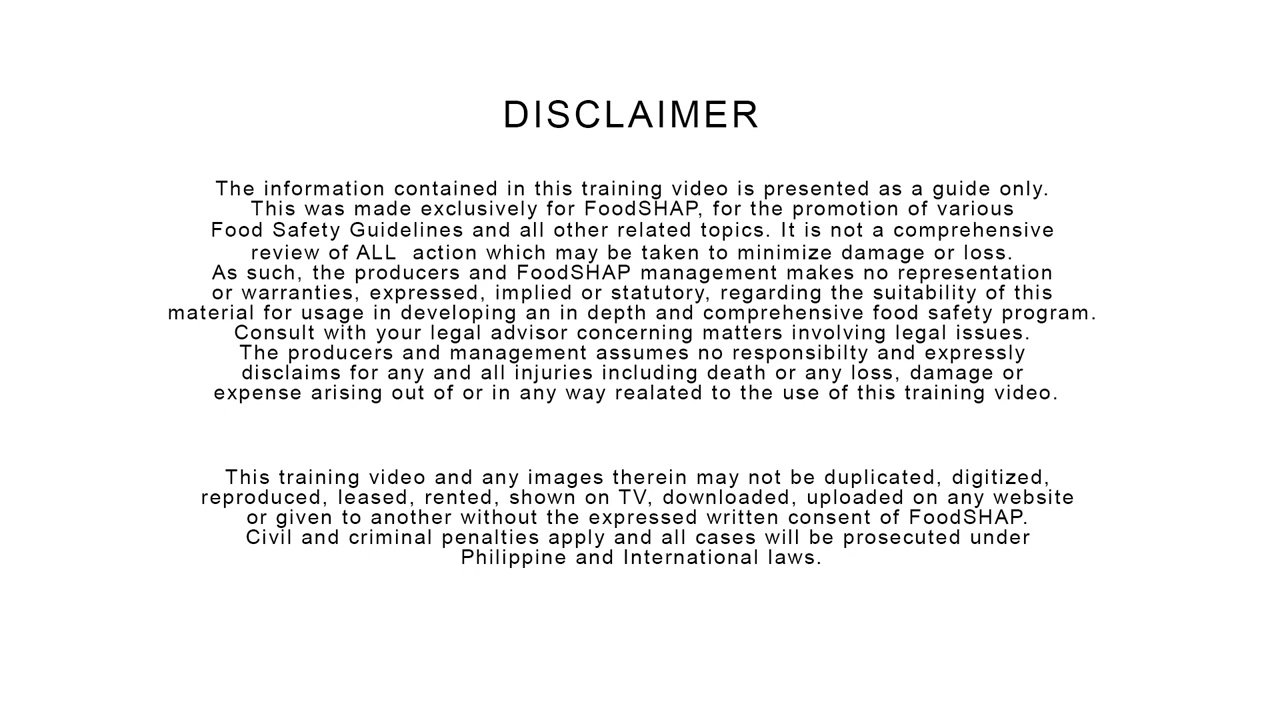 DISCLAIMER
The information contained in this training video is presented as a guide only.
This was made exclusively for FoodSHAP, for the promotion of various
Food Safety Guidelines and all other related topics. It is not a comprehensive
review of ALL  action which may be taken to minimize damage or loss.
As such, the producers and FoodSHAP management makes no representation
or warranties, expressed, implied or statutory, regarding the suitability of this
material for usage in developing an in depth and comprehensive food safety program.
Consult with your legal advisor concerning matters involving legal issues.
The producers and management assumes no responsibilty and expressly
disclaims for any and all injuries including death or any loss, damage or
expense arising out of or in any way realated to the use of this training video.
This training video and any images therein may not be duplicated, digitized,
reproduced, leased, rented, shown on TV, downloaded, uploaded on any website
or given to another without the expressed written consent of FoodSHAP.
Civil and criminal penalties apply and all cases will be prosecuted under
Philippine and International laws.